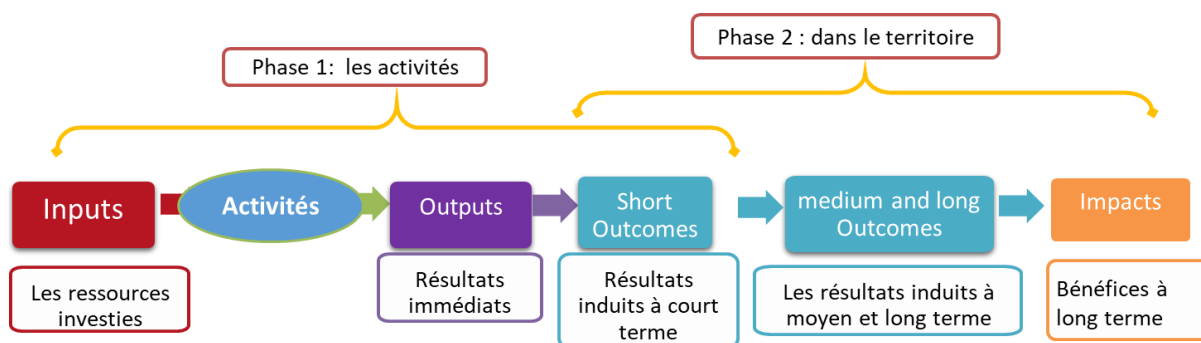 Phase 2 : dans le territoire
Phase 1:  les activités
Inputs
Activités
Outputs
Short
Outcomes
medium and long
Outcomes
Impacts
Les ressources
investies
Résultats
immédiats
Résultats
induits à court
terme
Les résultats induits à
moyen et long terme
Bénéfices à
long terme